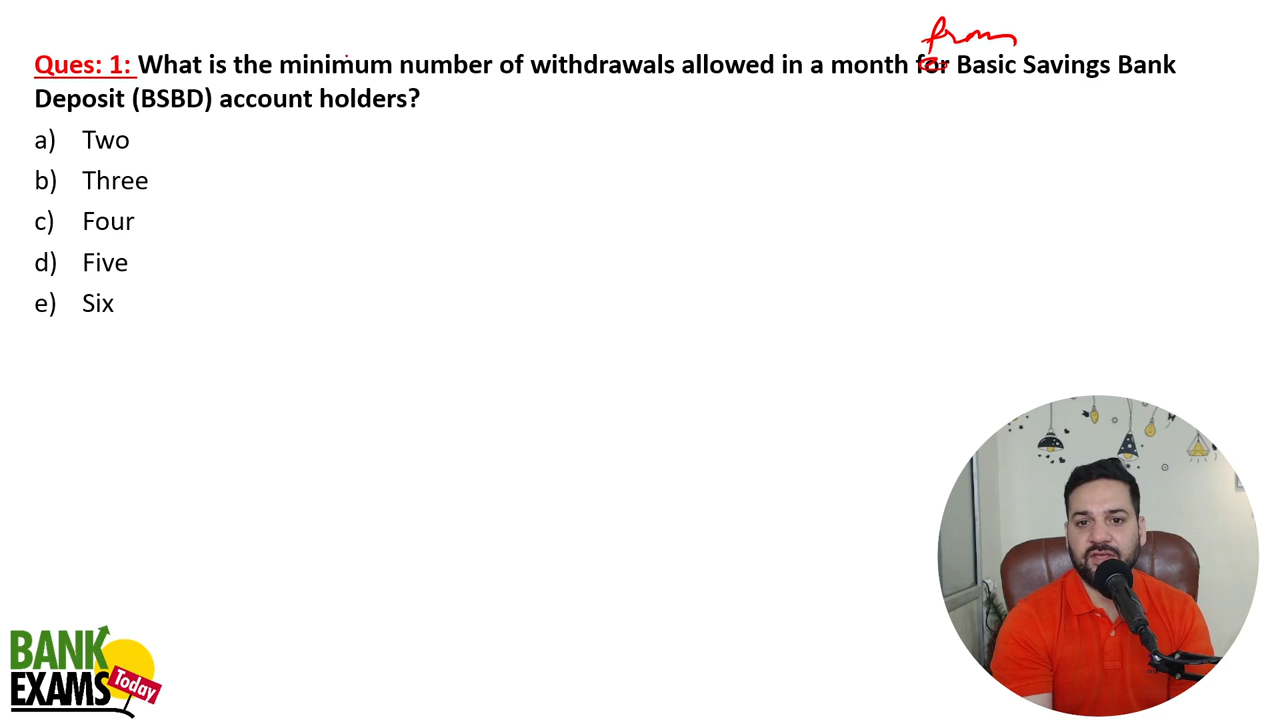 from
Ques: 1: What is the minimum number of withdrawals allowed in a month for Basic Savings Bank
Deposit (BSBD) account holders?
a) Two
b) Three
c) Four
d) Five
e) Six
BANK
EXAMS
Today